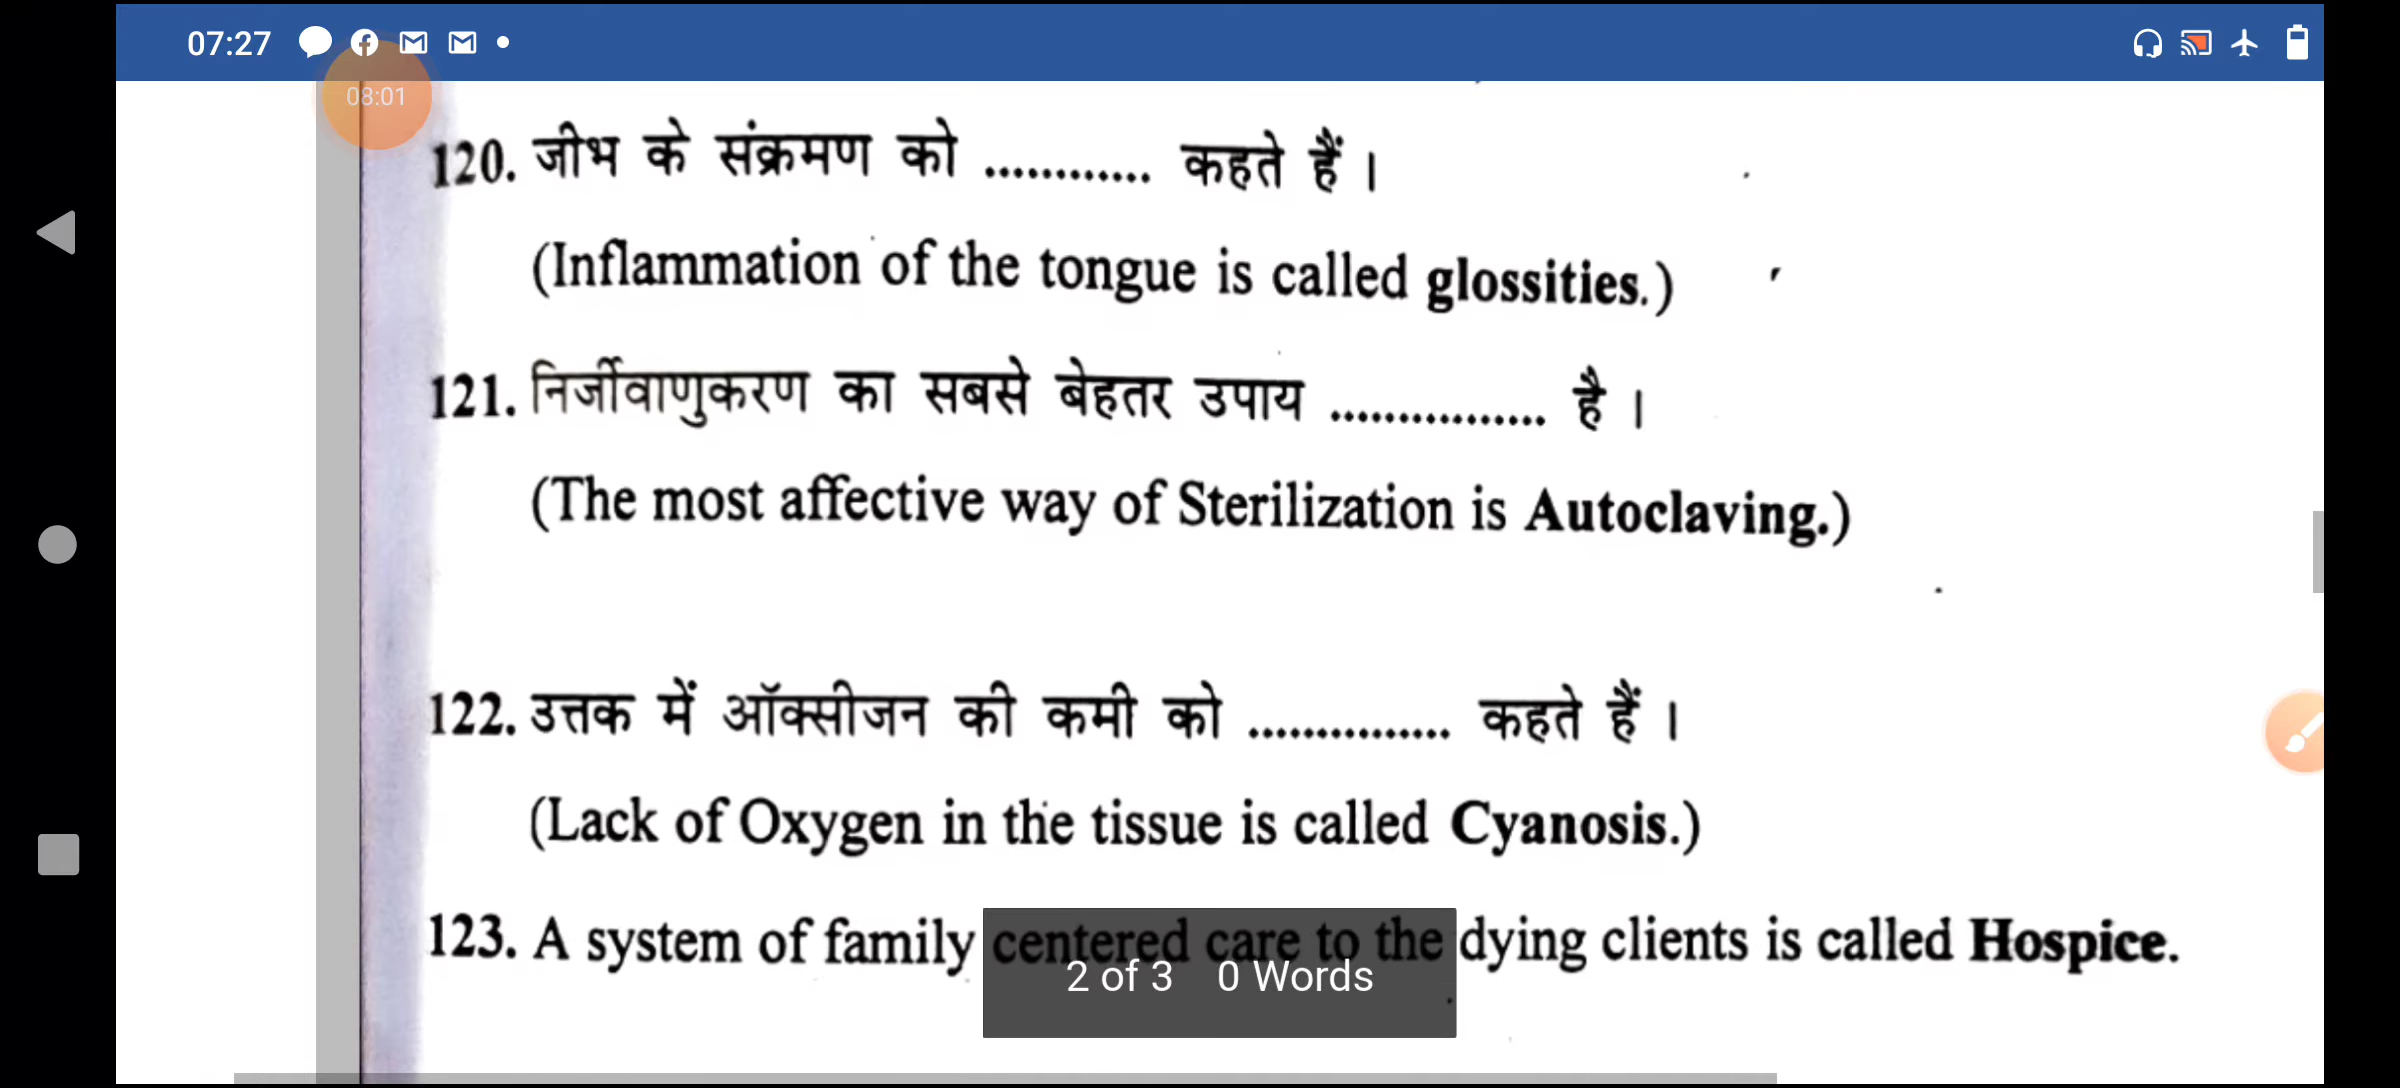 07:27
08:01
120. जीभ के संक्रमण को ............ कहते हैं ।
(Inflammation of the tongue is called glossities.)
121. निर्जीवाणुकरण का सबसे बेहतर उपाय ................ है ।
(The most affective way of Sterilization is Autoclaving.)
122. उत्तक में ऑक्सीजन की कमी को ............... कहते हैं ।
(Lack of Oxygen in the tissue is called Cyanosis.)
123. A system of family centered care to the dying clients is called Hospice.
2 of 3 0 Words